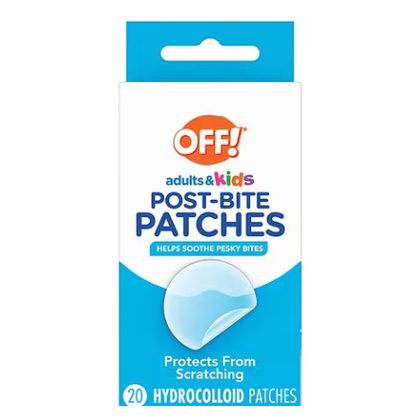 OFF!
adults & kids
POST-BITE
PATCHES
HELPS SOOTHE PESKY BITES
Protects From
Scratching
20 HYDROCOLLOID PATCHES